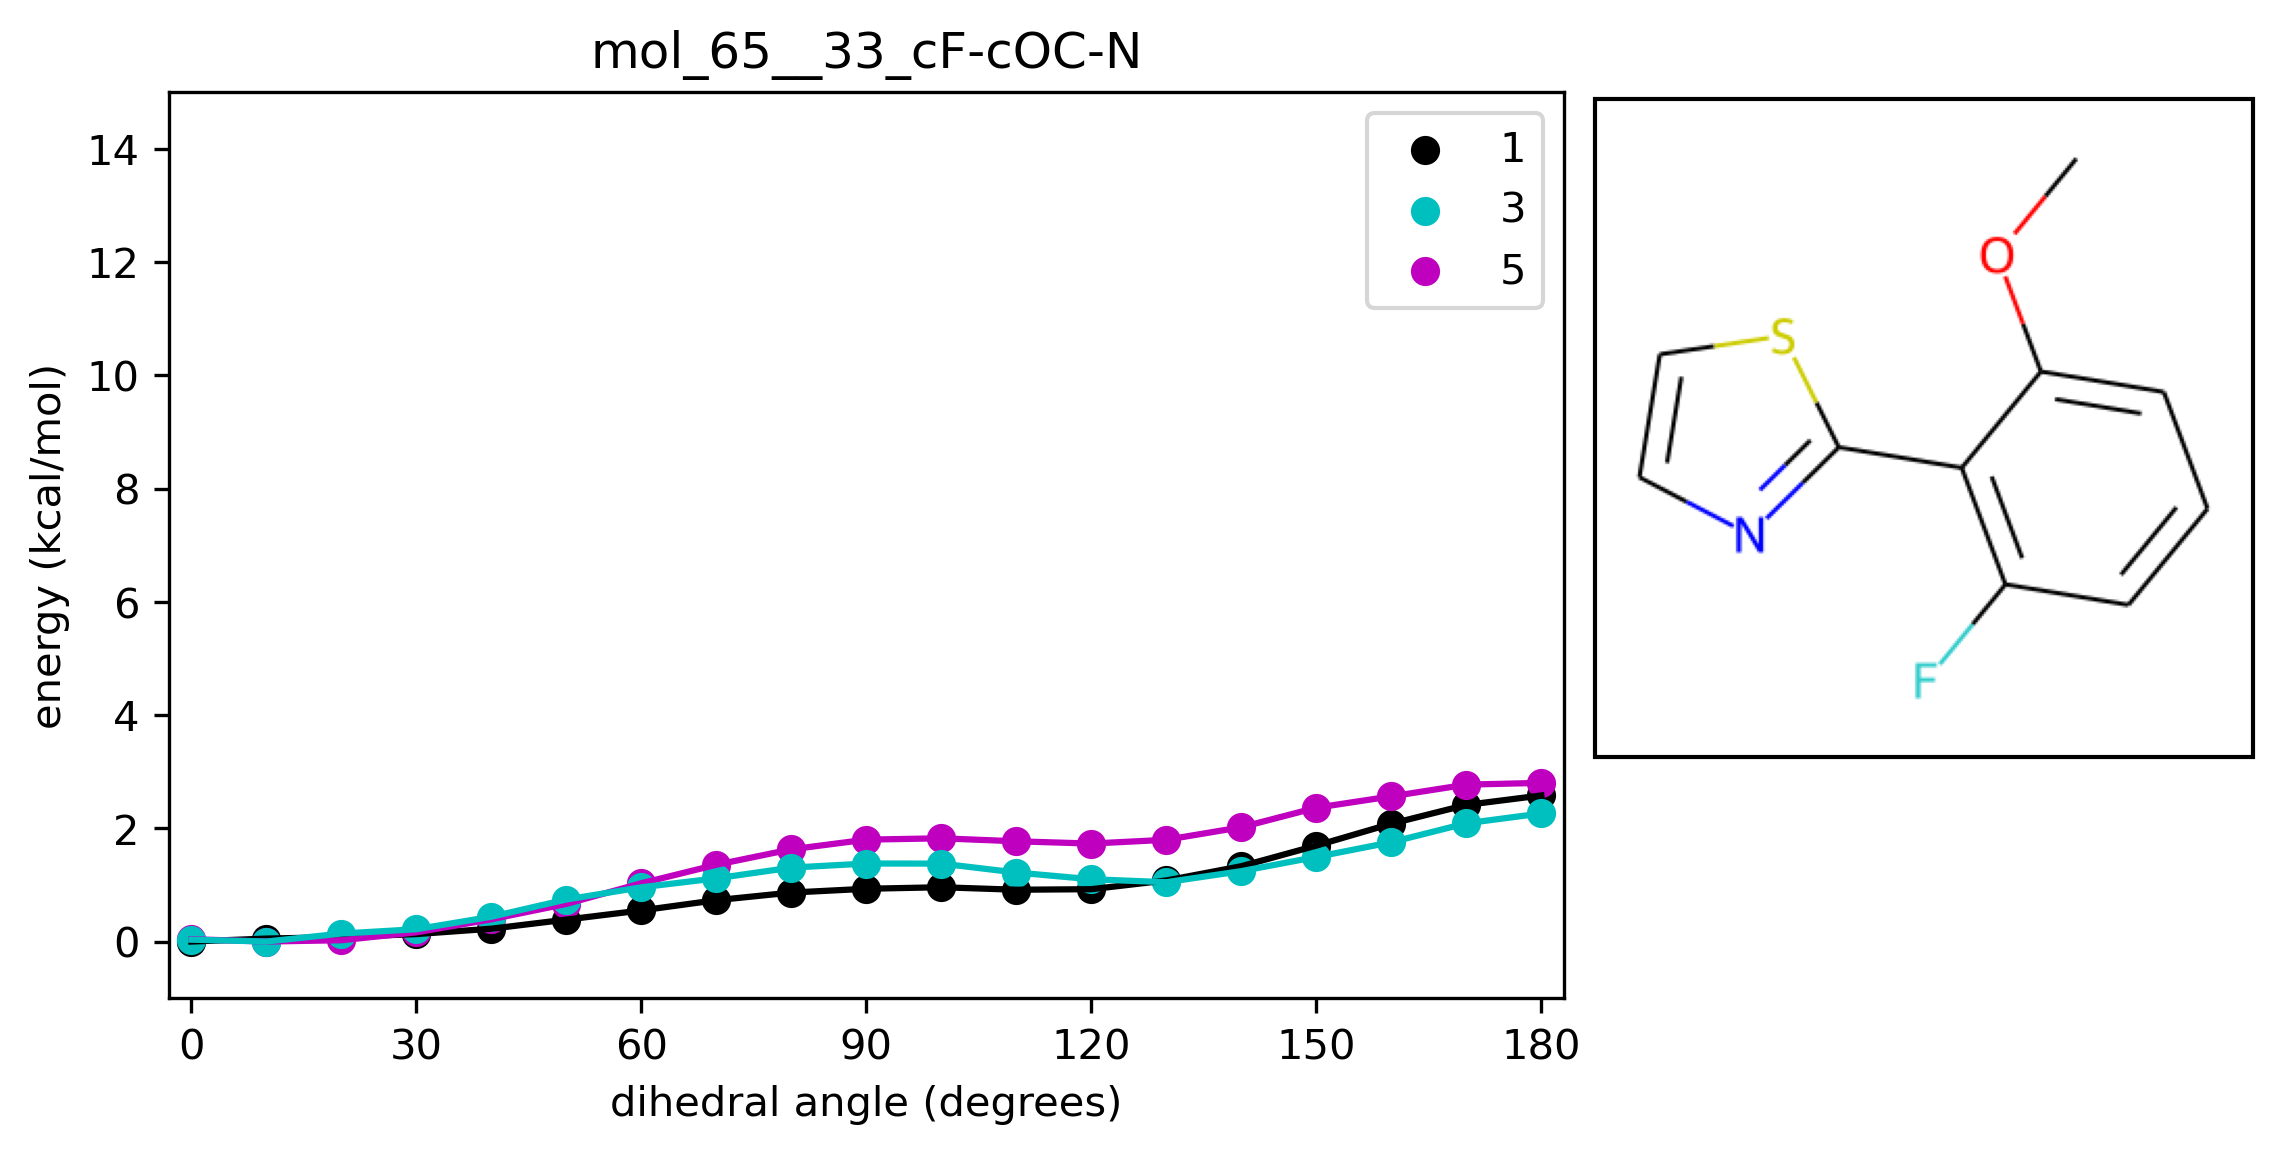 mol_65__33_cF-cOC-N
energy (kcal/mol)
14
12
10
8
6
4
2
0
1
3
5
0 30 60 90 120 150 180
dihedral angle (degrees)
O
S
N
F